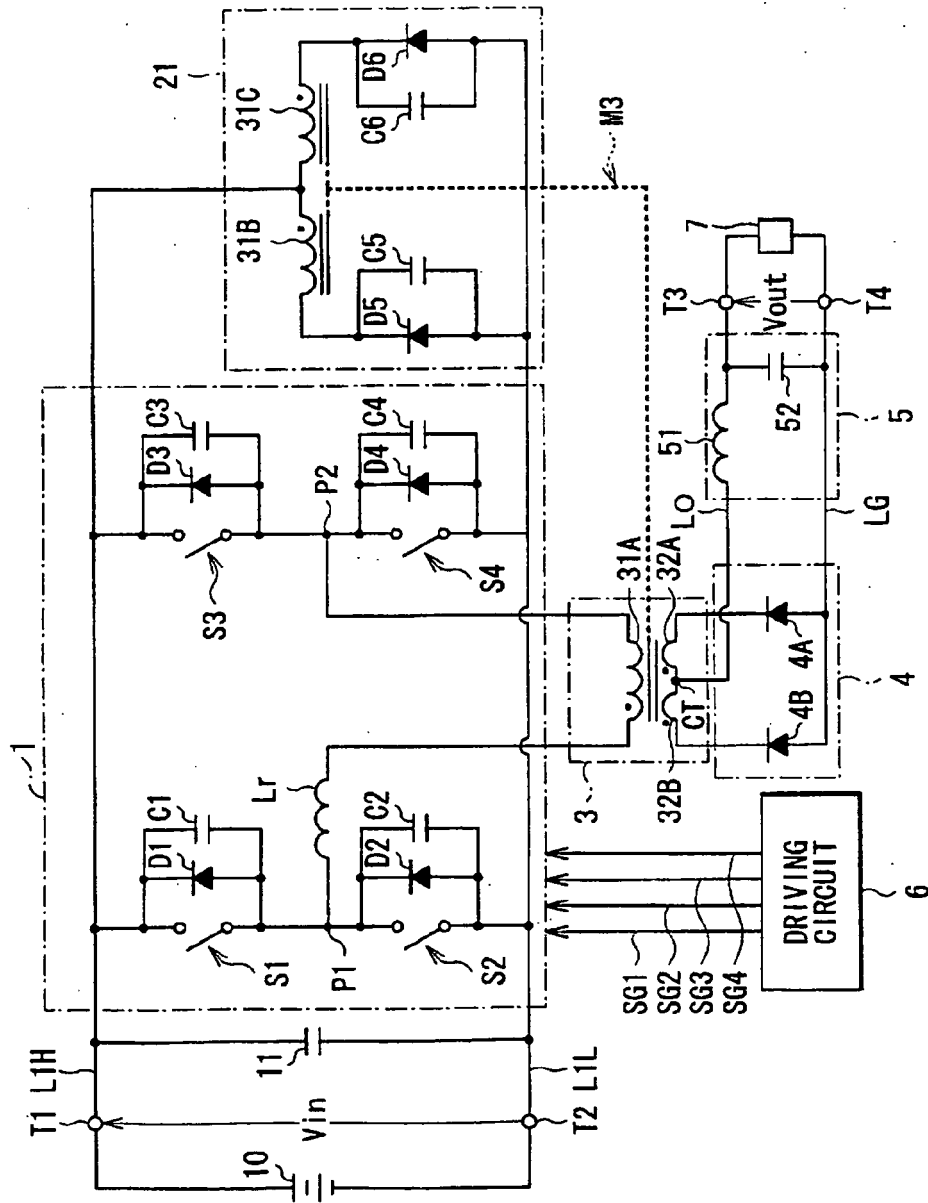 1
21
31B
31C
D5
C5
C6
D6
M3
D3
C3
D4
C4
P2
S3
S4
D1
C1
Lr
D2
C2
P1
S1
S2
T1
L1H
11
L1L
Vin
T2
10
T3
7
Vout
T4
51
52
5
LO
LG
31A
32A
CT
32B
3
4A
4B
4
SG1
SG2
SG3
SG4
DRIVING
CIRCUIT
6